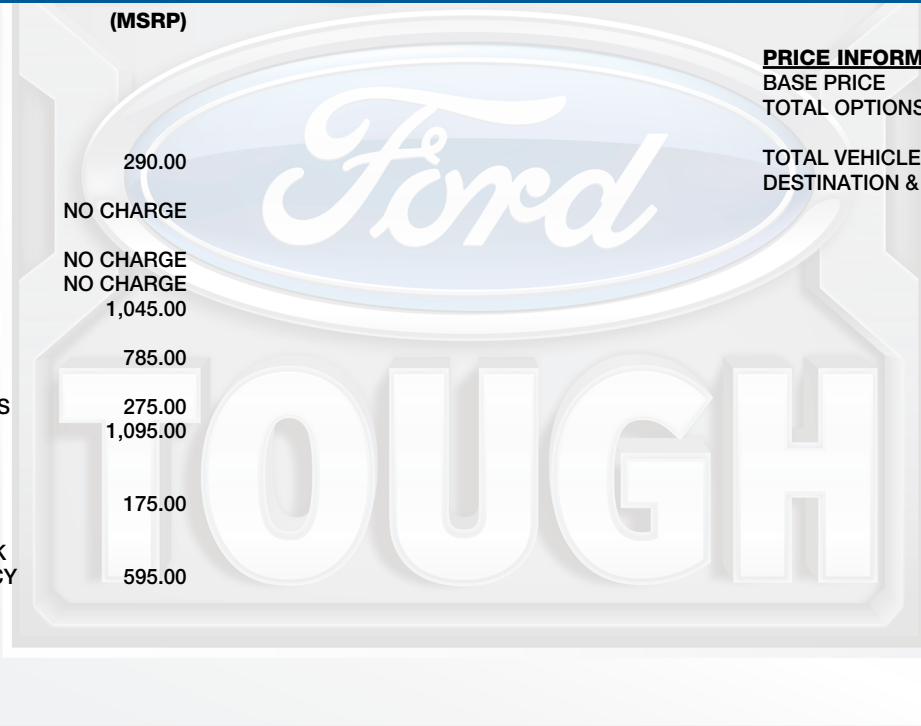 (MSRP)
PRICE INFORM
BASE PRICE
TOTAL OPTIONS
290.00
TOTAL VEHICLE
DESTINATION &
NO CHARGE
NO CHARGE
NO CHARGE
1,045.00
785.00
S 275.00
1,095.00
175.00
K
CY 595.00
Ford
TOUGH